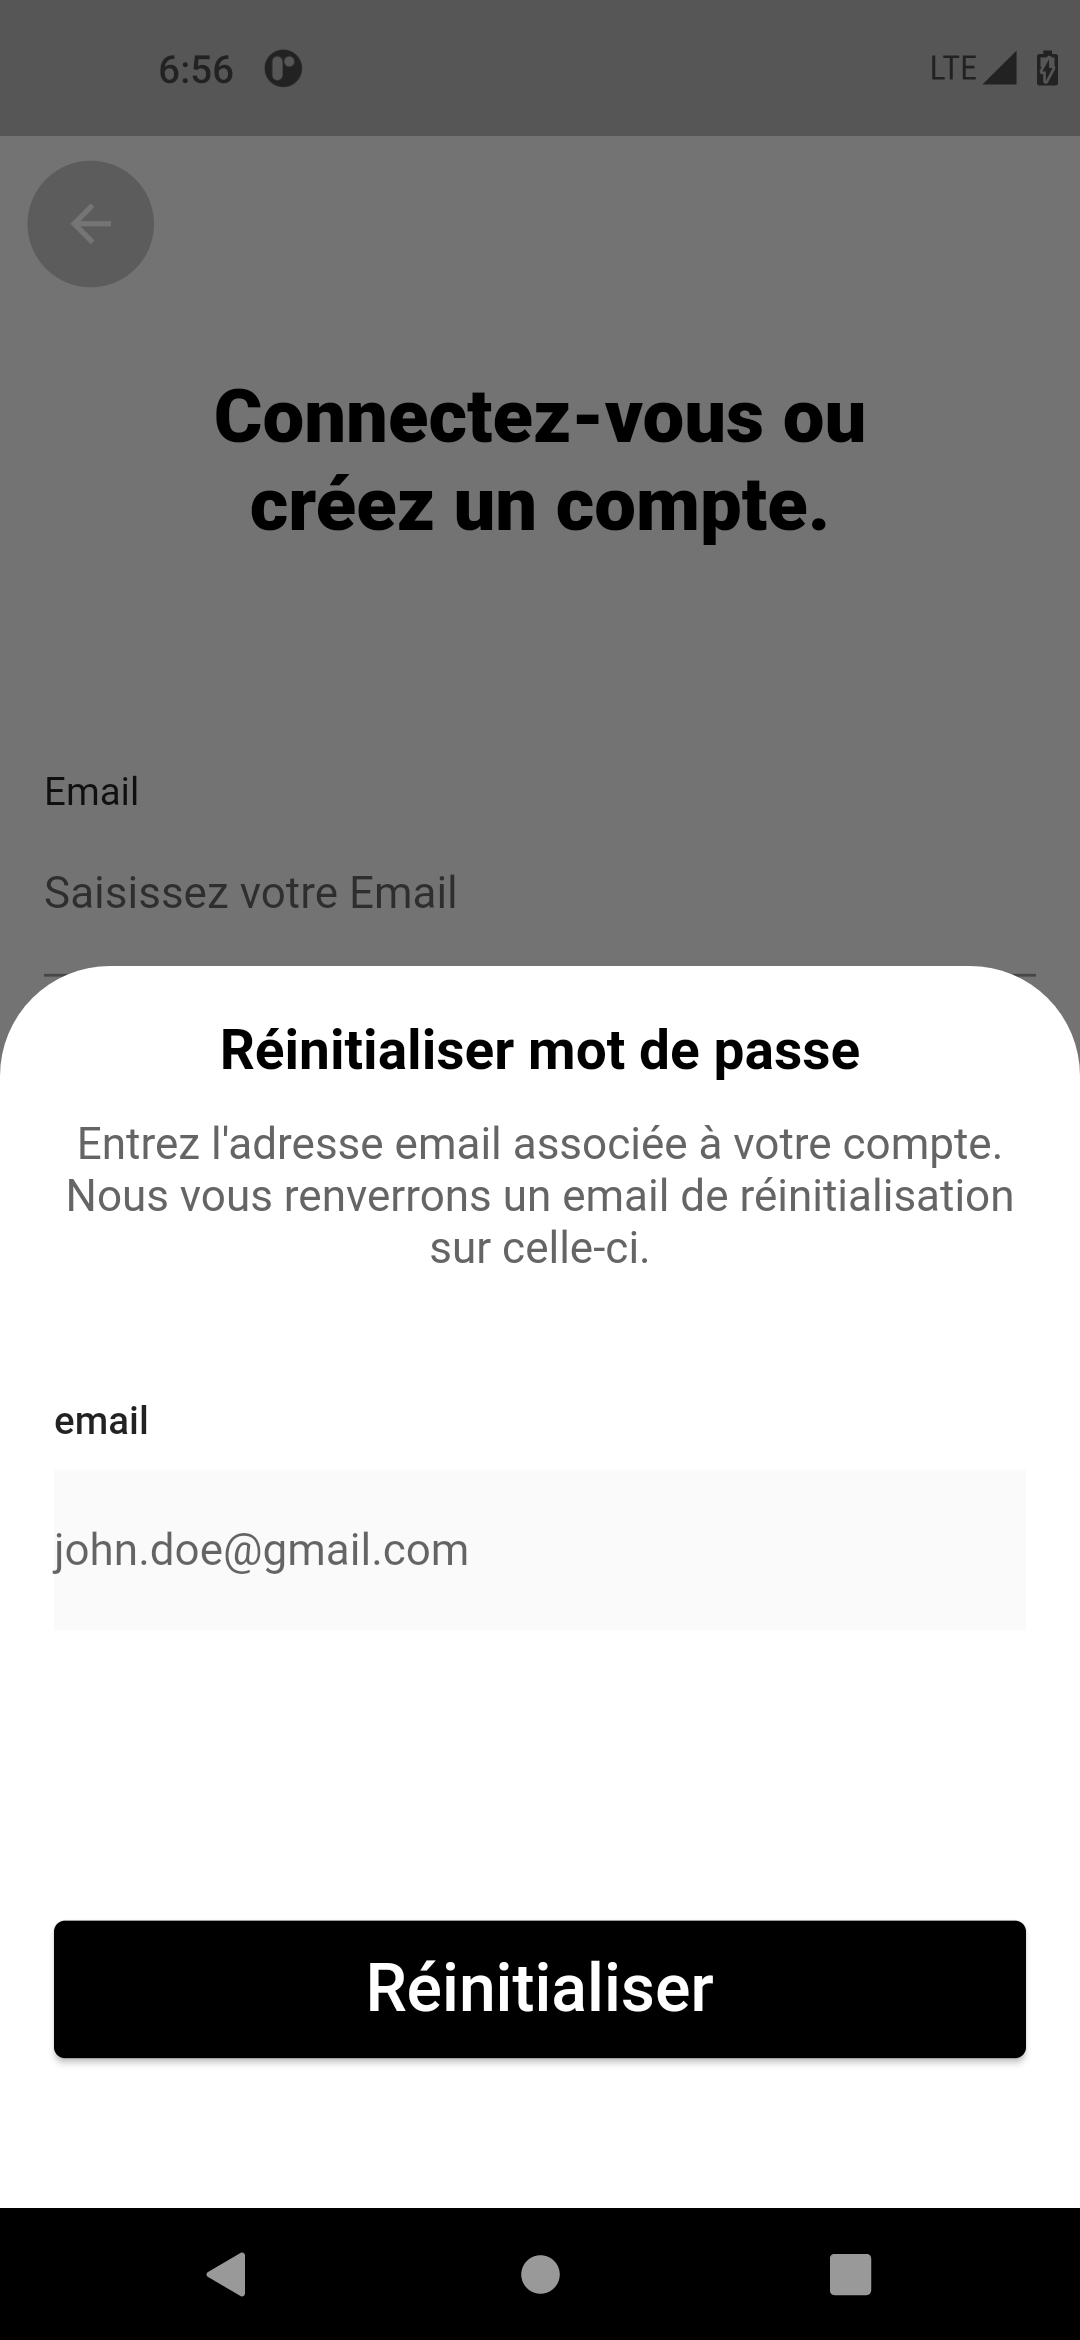 6:56
LTE
Connectez-vous ou
créez un compte.
Email
Saisissez votre Email
Réinitialiser mot de passe
Entrez l'adresse email associée à votre compte.
Nous vous renverrons un email de réinitialisation
sur celle-ci.
email
john.doe@gmail.com
Réinitialiser